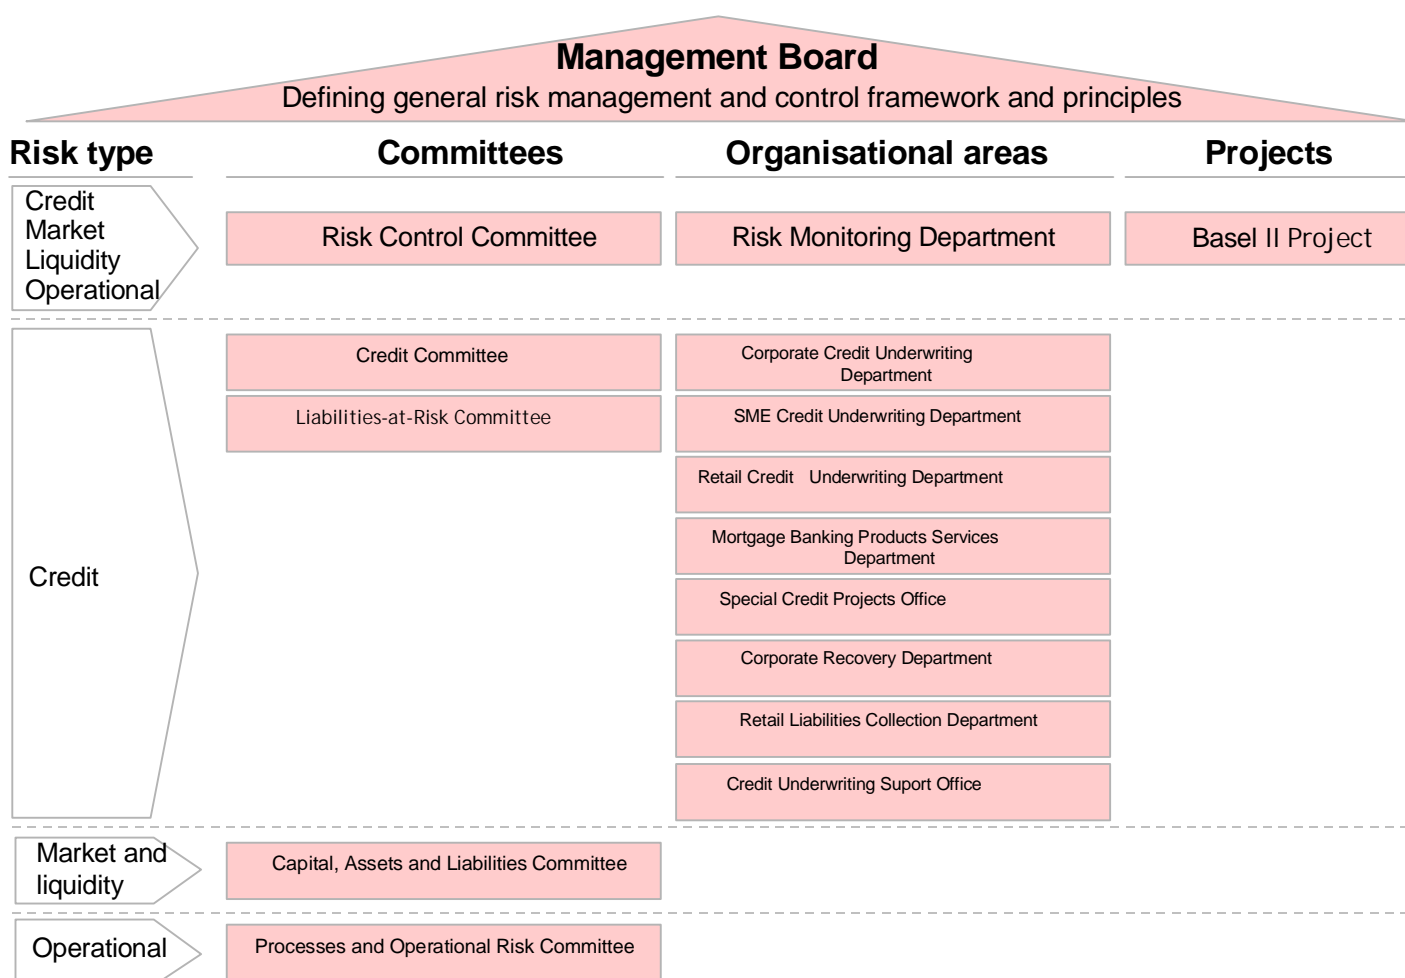 Management Board
Defining general risk management and control framework and principles
Risk type
Committees
Organisational areas
Projects
Credit
Market
Liquidity
Operational
Risk Control Committee
Risk Monitoring Department
Basel II Project
Credit
Credit Committee
Liabilities-at-Risk Committee
Corporate Credit Underwriting
Department
SME Credit Underwriting Department
Retail Credit Underwriting Department
Mortgage Banking Products Services
Department
Special Credit Projects Office
Corporate Recovery Department
Retail Liabilities Collection Department
Credit Underwriting Suport Office
Market and
liquidity
Capital, Assets and Liabilities Committee
Operational
Processes and Operational Risk Committee